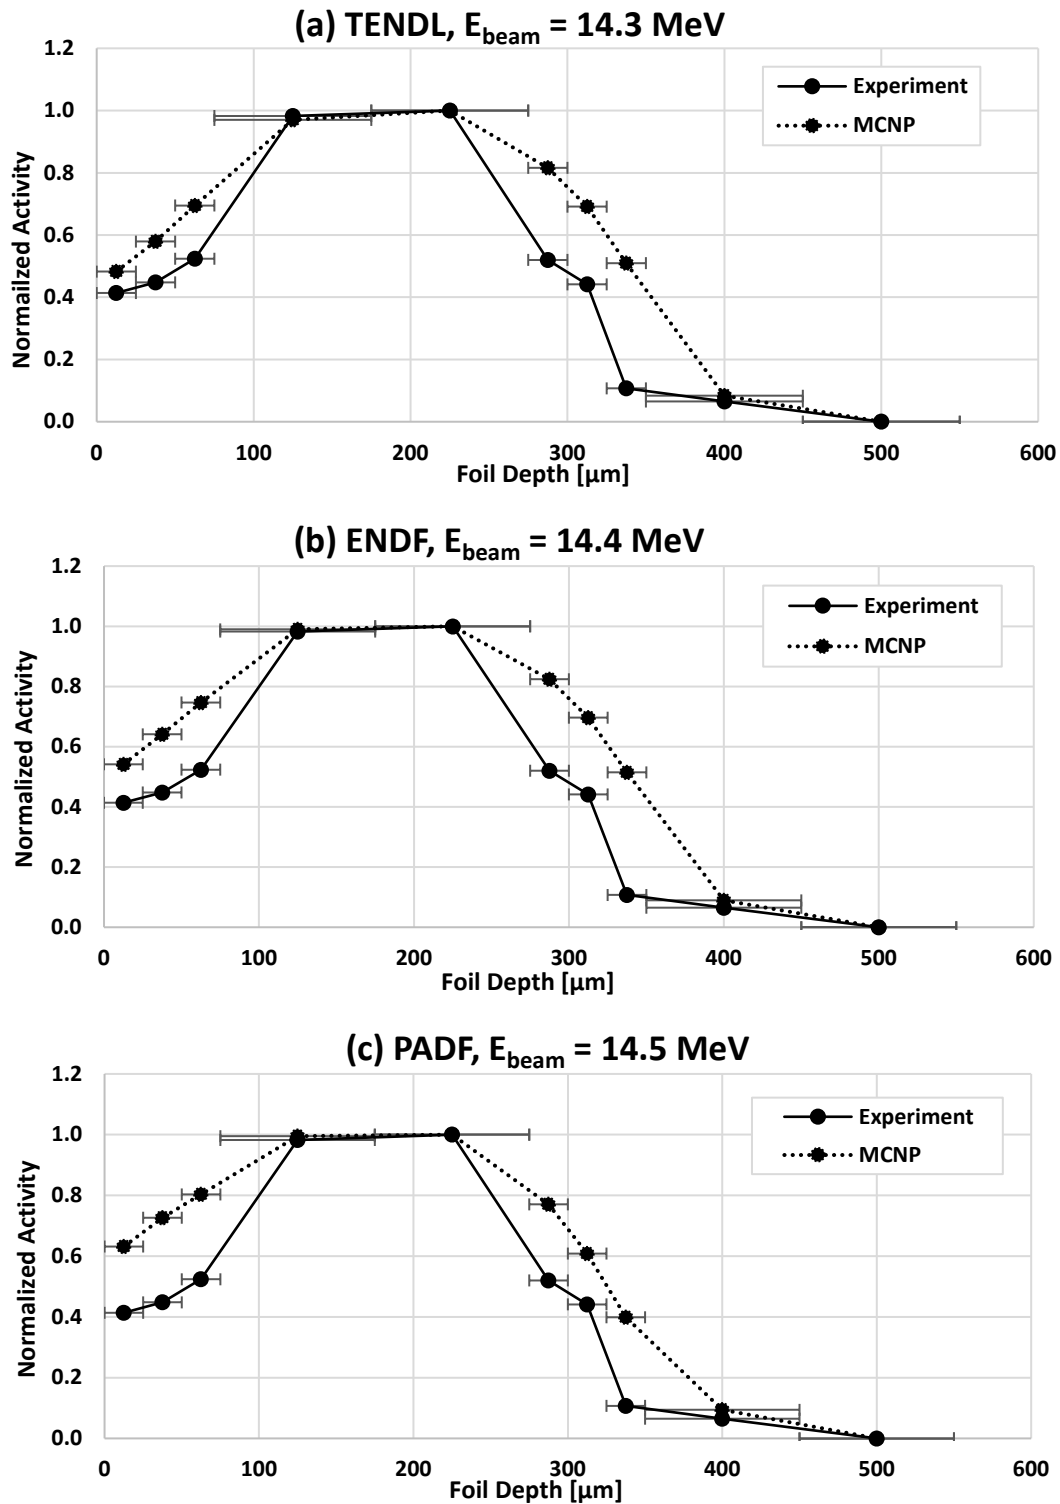 (a) TENDL, Ebeam = 14.3 MeV
1.2
1.0
0.8
0.6
0.4
0.2
0.0
Normailzed Activity
Experiment
MCNP
0 100 200 300 400 500 600
Foil Depth [µm]
(b) ENDF, Ebeam = 14.4 MeV
1.2
1.0
0.8
0.6
0.4
0.2
0.0
Normalized Activity
Experiment
MCNP
0 100 200 300 400 500 600
Foil Depth [µm]
(c) PADF, Ebeam = 14.5 MeV
1.2
1.0
0.8
0.6
0.4
0.2
0.0
Normalized Activity
Experiment
MCNP
0 100 200 300 400 500 600
Foil Depth [µm]